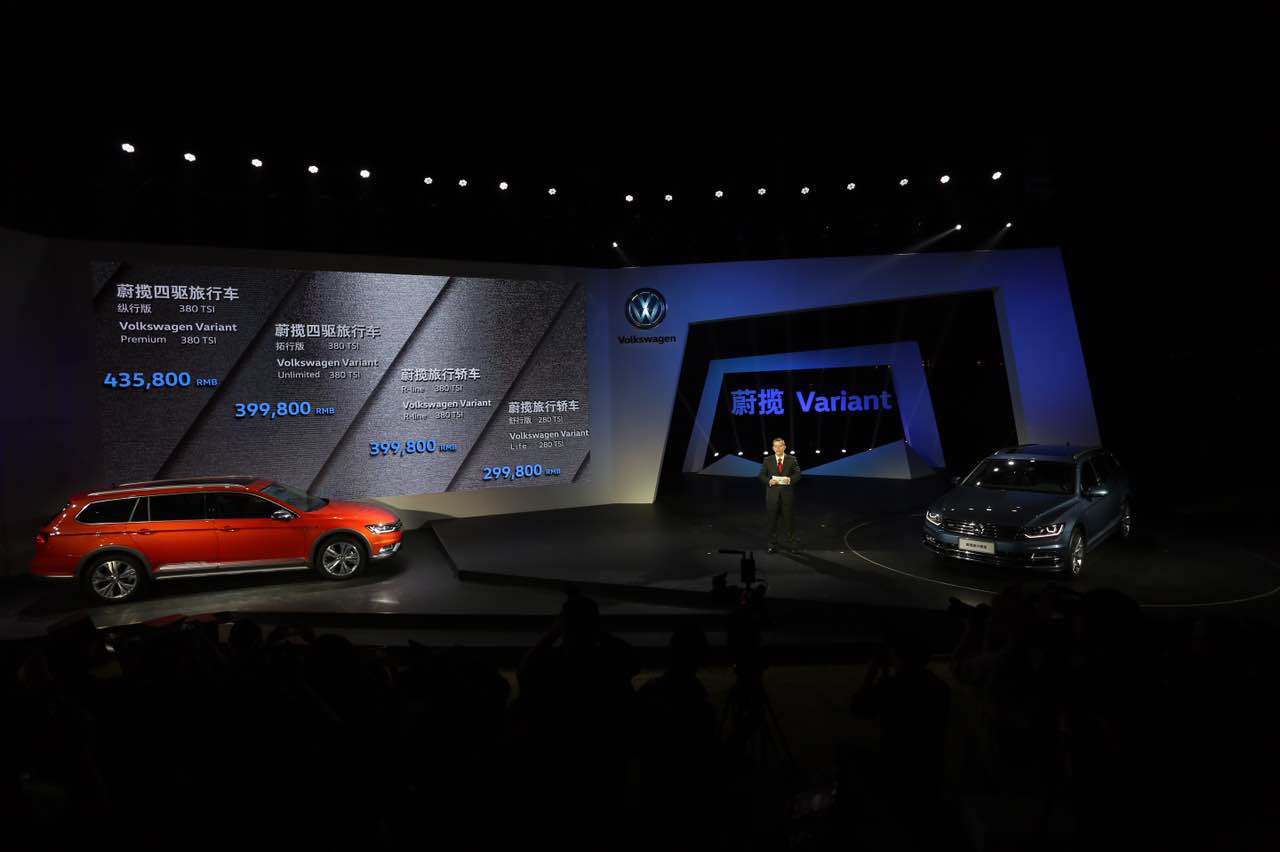 蔚揽四驱旅行车
纵行版 380 TSI
Volkswagen Variant
Premium 380 TSI
435,800 RMB
蔚揽四驱旅行车
拓行版 380 TSI
Volkswagen Variant
Unlimited 380 TSI
399,800 RMB
蔚揽旅行轿车
R-line 380 TSI
Volkswagen Variant
R-line 380 TSI
399,800 RMB
蔚揽旅行轿车
舒行版 280 TSI
Volkswagen Variant
Life 280 TSI
299,800 RMB
Volkswagen
蔚揽 Variant